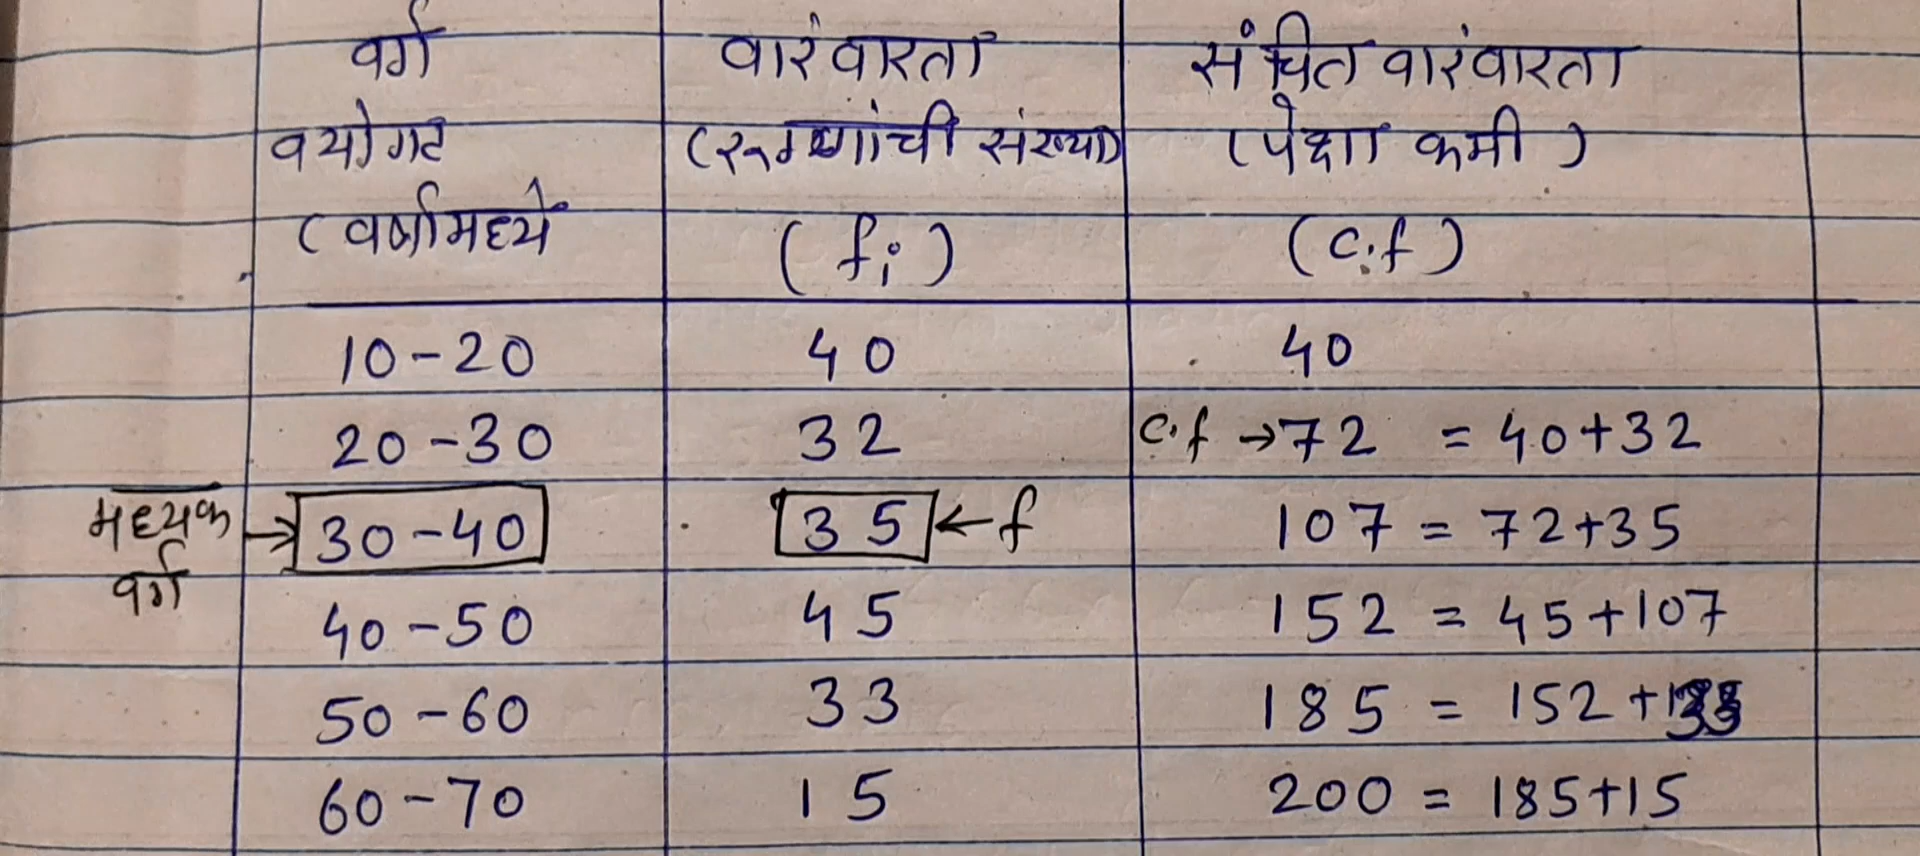 वर्ग वारंवारता संचित वारंवारता
वयोगट (रुग्णांची संख्या) (पेक्षा कमी)
(वर्षामध्ये (fi) (c.f)
10-20 40 40
20-30 32 c.f →72 = 40+32
मध्यक वर्ग → 30-40 35 ← f 107 = 72+35
40-50 45 152 = 45+107
50-60 33 185 = 152+
60-70 15 200 = 185+15